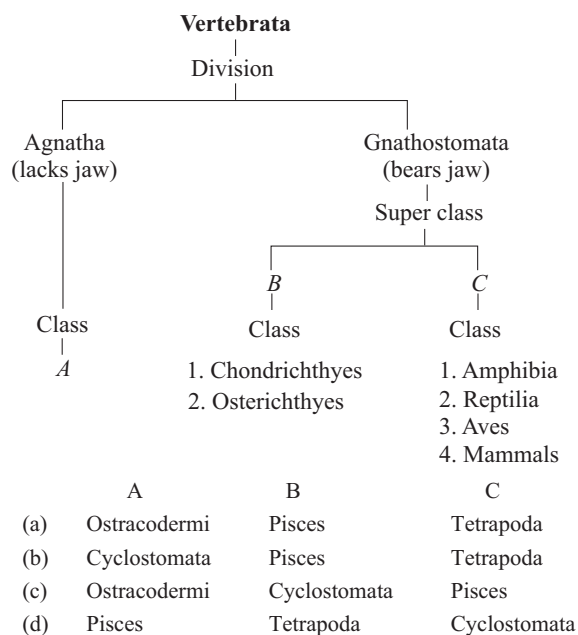 Vertebrata
Division
Agnatha
(lacks jaw)
Gnathostomata
(bears jaw)
Super class
B
C
Class
A
Class
1. Chondrichthyes
2. Osterichthyes
Class
1. Amphibia
2. Reptilia
3. Aves
4. Mammals
A B C
(a) Ostracodermi Pisces Tetrapoda
(b) Cyclostomata Pisces Tetrapoda
(c) Ostracodermi Cyclostomata Pisces
(d) Pisces Tetrapoda Cyclostomata